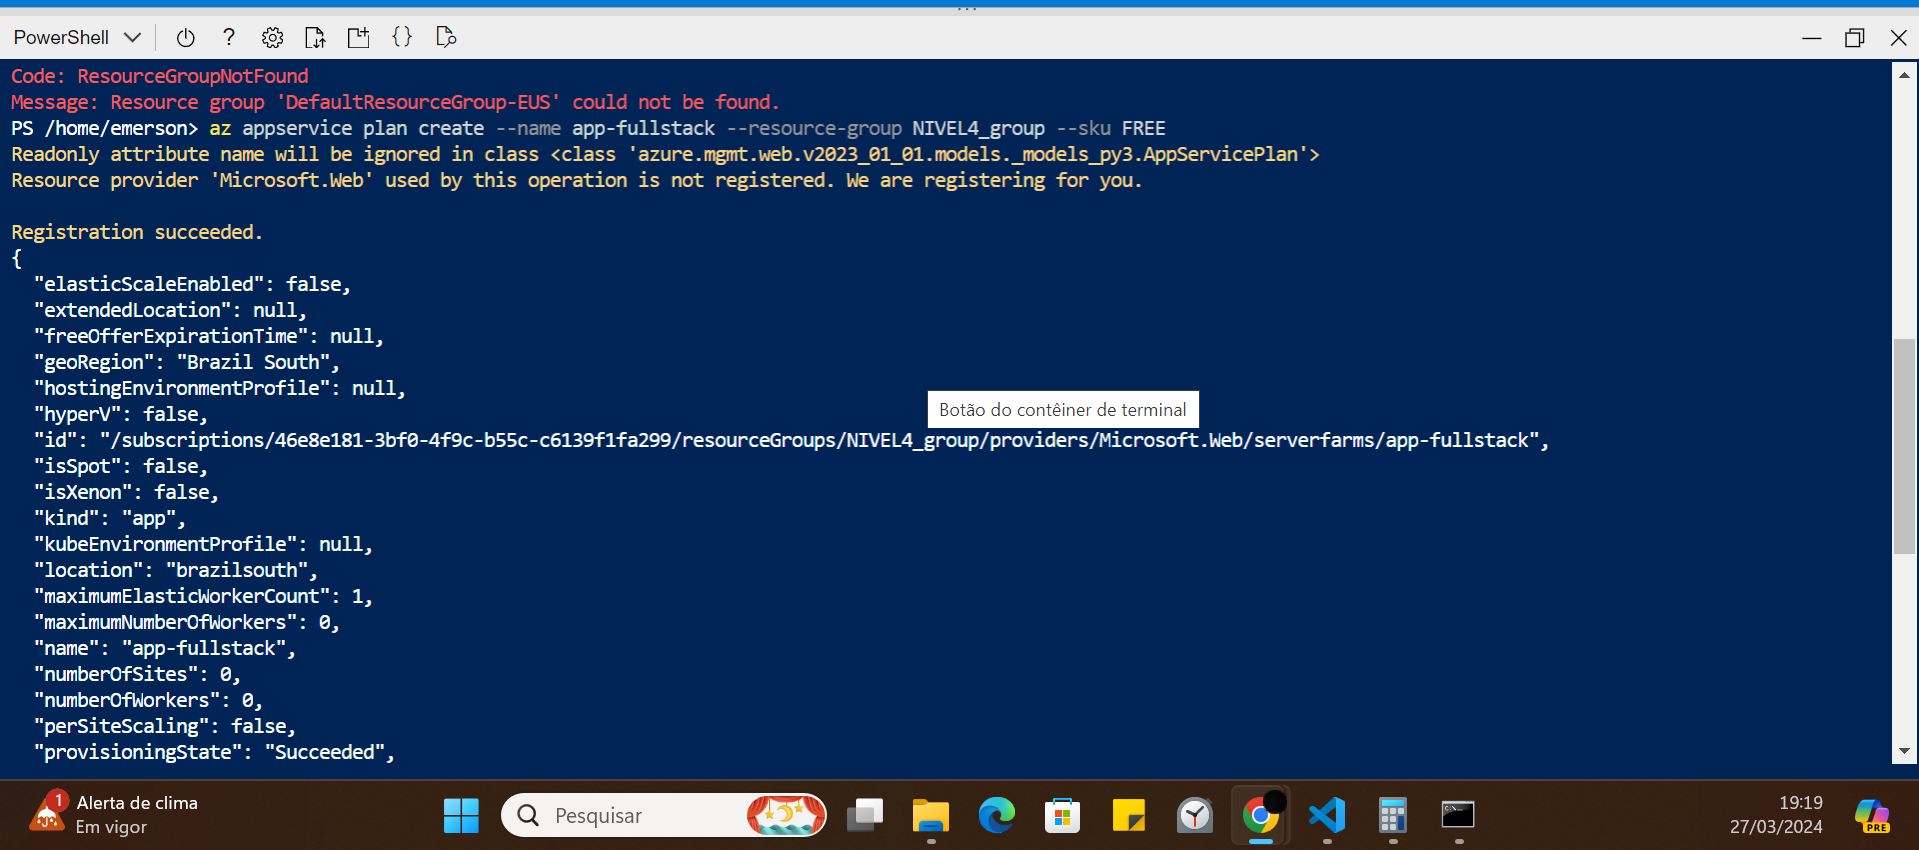 PowerShell
Code: ResourceGroupNotFound
Message: Resource group 'DefaultResourceGroup-EUS' could not be found.
PS /home/emerson> az appservice plan create --name app-fullstack --resource-group NIVEL4_group --sku FREE
Readonly attribute name will be ignored in class <class 'azure.mgmt.web.v2023_01_01.models._models_py3.AppServicePlan'>
Resource provider 'Microsoft.Web' used by this operation is not registered. We are registering for you.
Registration succeeded.
{
  "elasticScaleEnabled": false,
  "extendedLocation": null,
  "freeOfferExpirationTime": null,
  "geoRegion": "Brazil South",
  "hostingEnvironmentProfile": null,
  "hyperV": false,
Botão do contêiner de terminal
  "id": "/subscriptions/46e8e181-3bf0-4f9c-b55c-c6139f1fa299/resourceGroups/NIVEL4_group/providers/Microsoft.Web/serverfarms/app-fullstack",
  "isSpot": false,
  "isXenon": false,
  "kind": "app",
  "kubeEnvironmentProfile": null,
  "location": "brazilsouth",
  "maximumElasticWorkerCount": 1,
  "maximumNumberOfWorkers": 0,
  "name": "app-fullstack",
  "numberOfSites": 0,
  "numberOfWorkers": 0,
  "perSiteScaling": false,
  "provisioningState": "Succeeded",
1
Alerta de clima
Em vigor
Pesquisar
19:19
27/03/2024
PRE